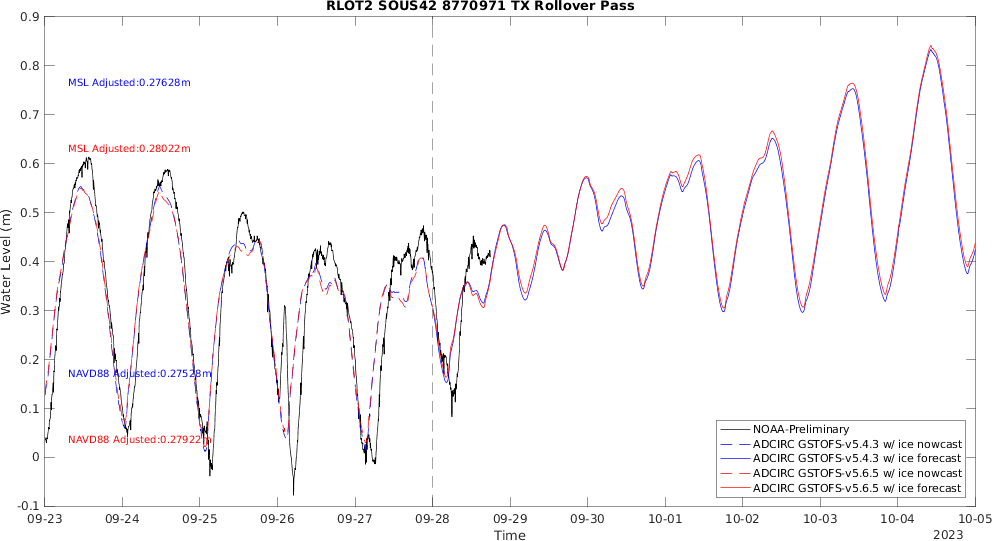 RLOT2 SOUS42 8770971 TX Rollover Pass
0.9
0.8
0.7
0.6
0.5
0.4
0.3
0.2
0.1
0
-0.1
Water Level (m)
MSL Adjusted:0.27628m
MSL Adjusted:0.28022m
NAVD88 Adjusted:0.27528m
NAVD88 Adjusted:0.27922m
NOAA-Preliminary
ADCIRC GSTOFS-v5.4.3 w/ ice nowcast
ADCIRC GSTOFS-v5.4.3 w/ ice forecast
ADCIRC GSTOFS-v5.6.5 w/ ice nowcast
ADCIRC GSTOFS-v5.6.5 w/ ice forecast
09-23 09-24 09-25 09-26 09-27 09-28 09-29 09-30 10-01 10-02 10-03 10-04 10-05
Time
2023